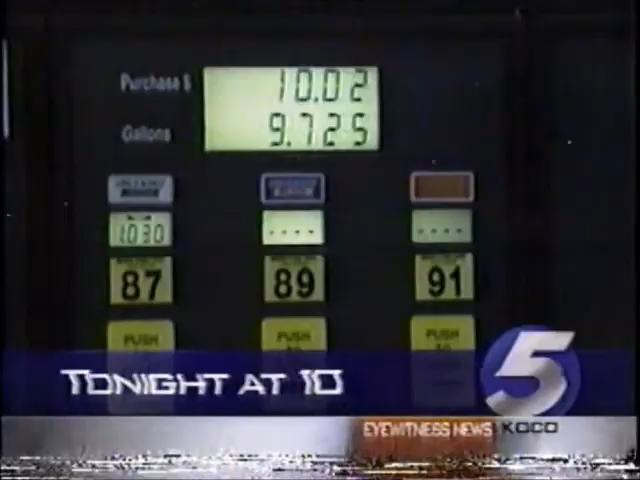 Purchase $ 10.02
Gallons 9.725
1.030 ---- ----
87 89 91
PUSH PUSH PUSH
TONIGHT AT 10
5
EYEWITNESS NEWS KOCO